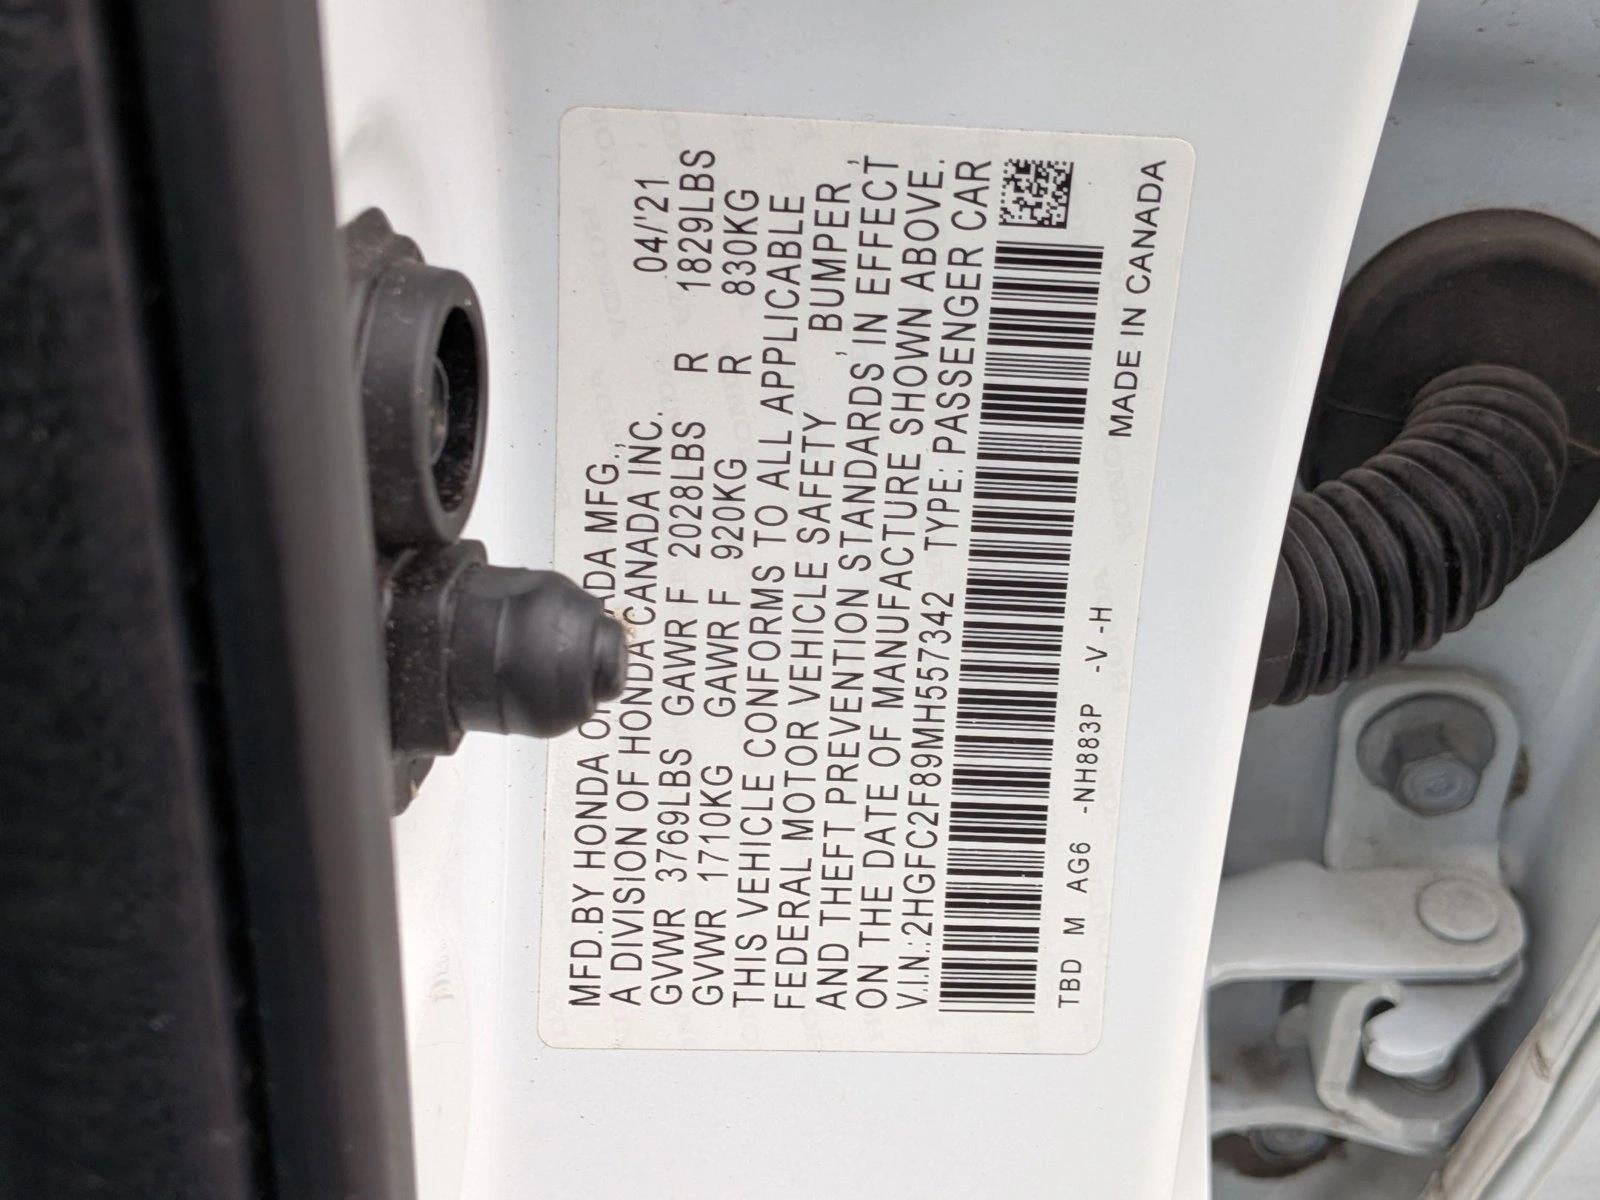 MFD.BY HONDA OF ADA MFG.,
A DIVISION OF HONDA CANADA INC. 04/'21
GVWR 3769LBS GAWR F 2028LBS R 1829LBS
GVWR 1710KG GAWR F 920KG R 830KG
THIS VEHICLE CONFORMS TO ALL APPLICABLE
FEDERAL MOTOR VEHICLE SAFETY , BUMPER ,
AND THEFT PREVENTION STANDARDS IN EFFECT
ON THE DATE OF MANUFACTURE SHOWN ABOVE.
V.I.N.:2HGFC2F89MH557342 TYPE: PASSENGER CAR
TBD M AG6 -NH883P -V -H MADE IN CANADA